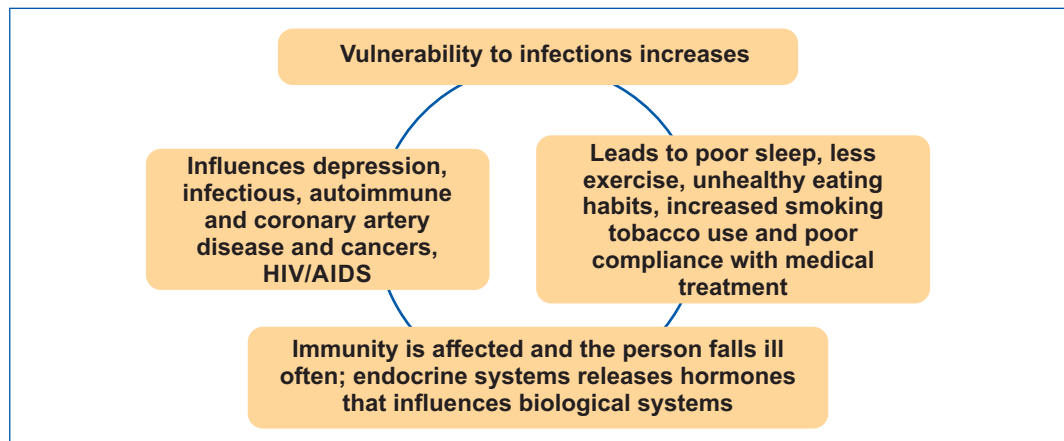 Vulnerability to infections increases
Influences depression,
infectious, autoimmune
and coronary artery
disease and cancers,
HIV/AIDS
Leads to poor sleep, less
exercise, unhealthy eating
habits, increased smoking
tobacco use and poor
compliance with medical
treatment
Immunity is affected and the person falls ill
often; endocrine systems releases hormones
that influences biological systems